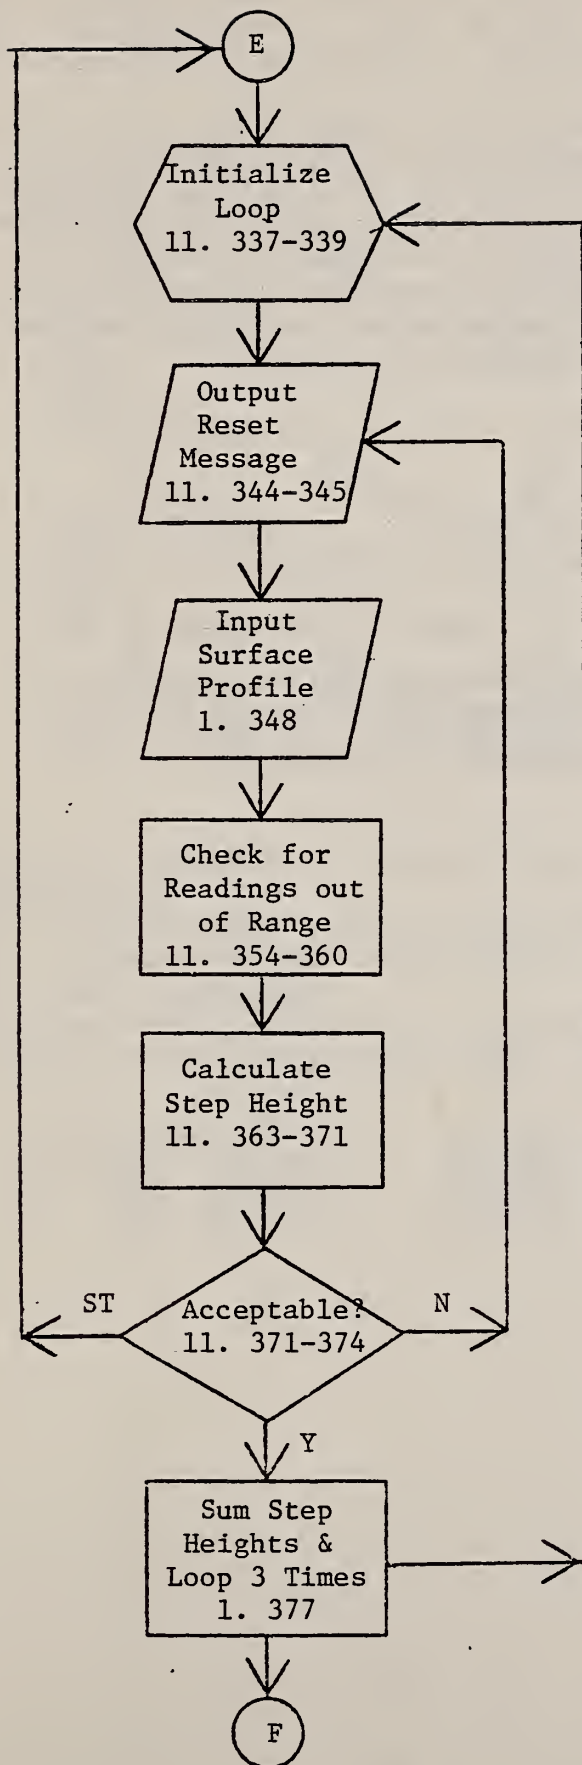 E
Initialize
Loop
11. 337-339
Output
Reset
Message
11. 344-345
Input
Surface
Profile
1. 348
Check for
Readings out
of Range
11. 354-360
Calculate
Step Height
11. 363-371
ST
Acceptable?
N
11. 371-374
Y
Sum Step
Heights &
Loop 3 Times
1. 377
F